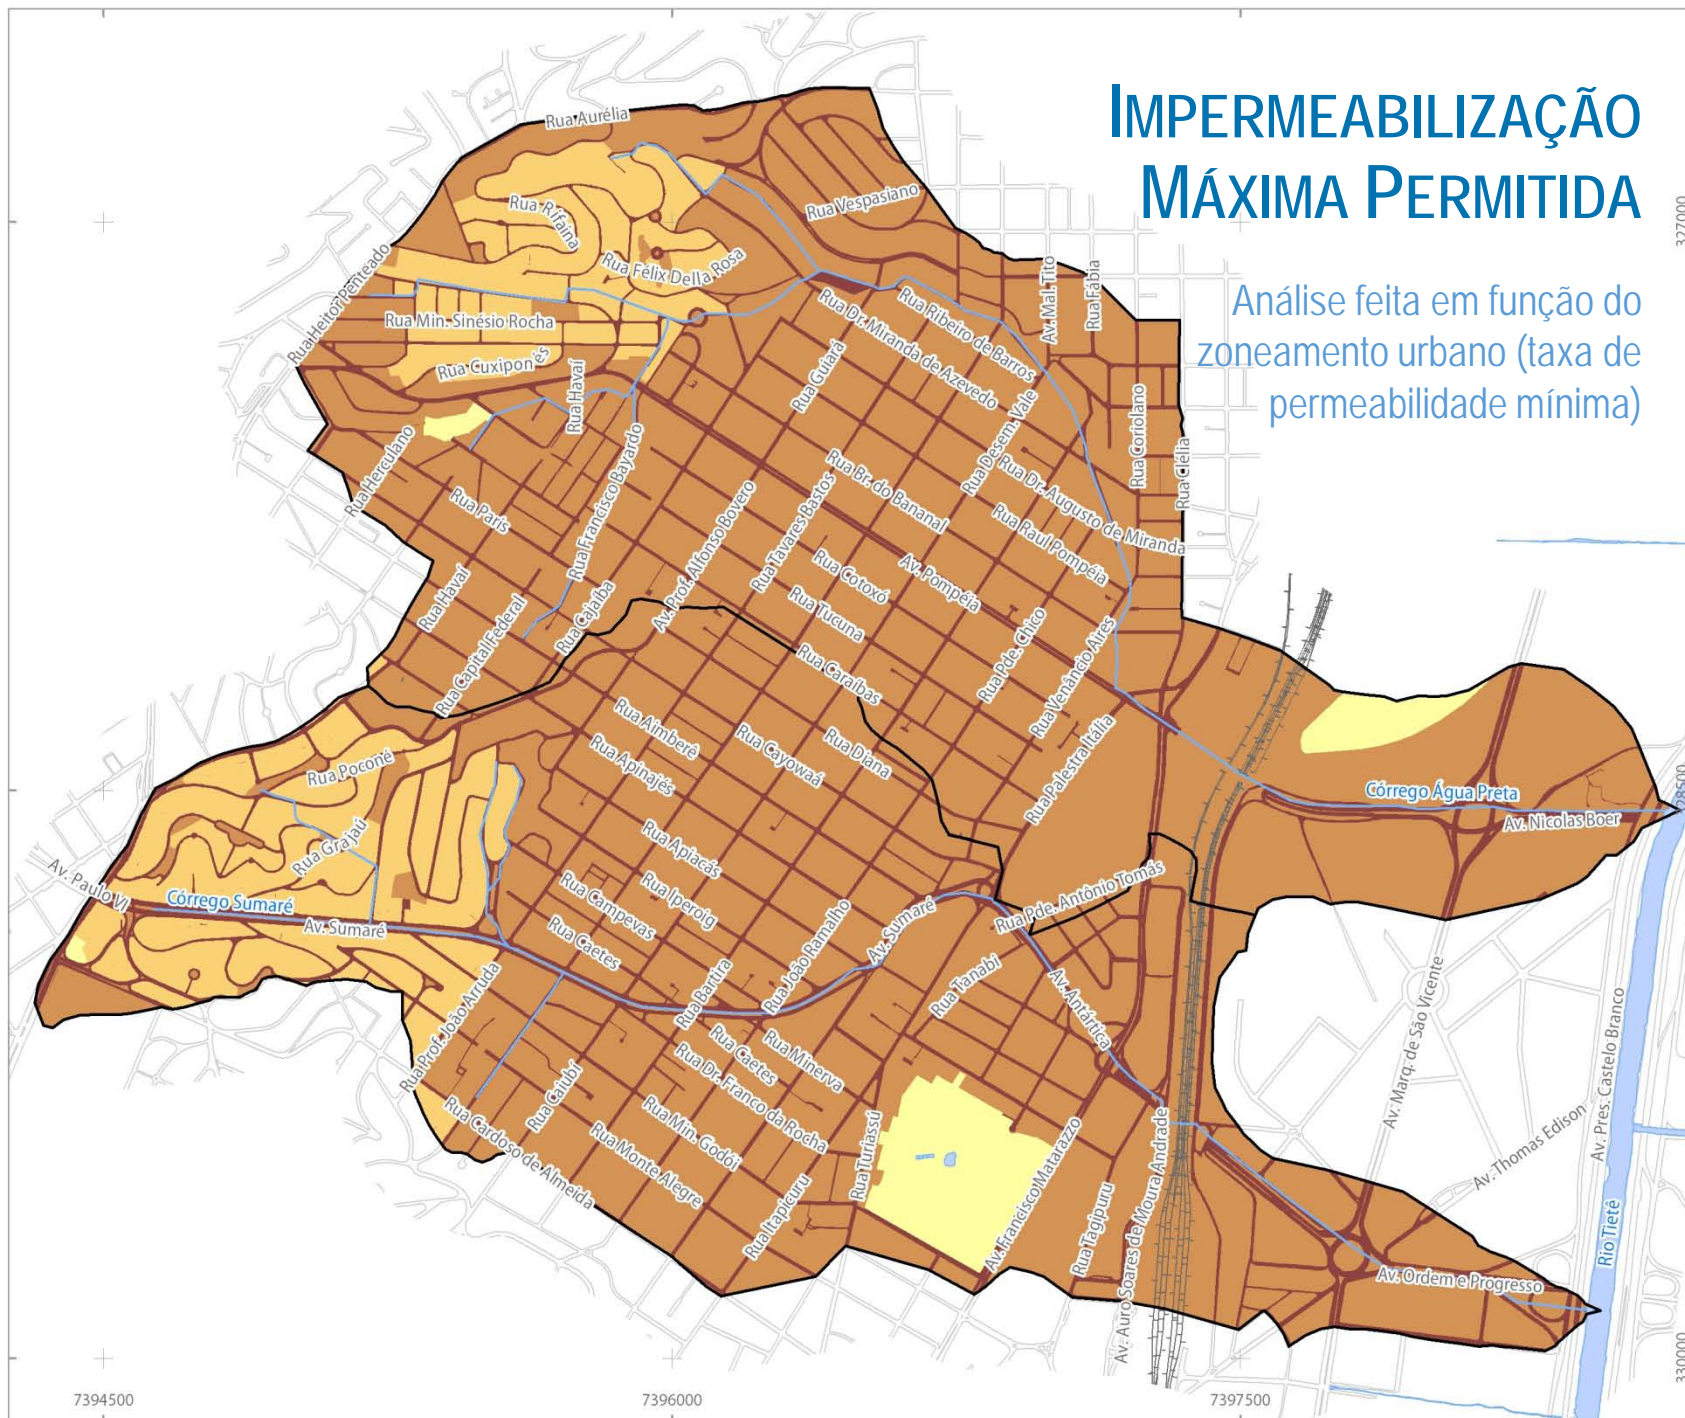 IMPERMEABILIZAÇÃO
MÁXIMA PERMITIDA
Análise feita em função do
zoneamento urbano (taxa de
permeabilidade mínima)
Rua Aurélia
Rua Vespasiano
Rua Rifaina
Rua Félix Della Rosa
Rua Heitor Penteado
Rua Min. Sinésio Rocha
Rua Cuxiponés
Rua Havaí
Rua Dr. Miranda de Azevedo
Rua Ribeiro de Barros
Av. Mal. Tito
Rua Fábia
Rua Guiará
Rua Coriolano
Rua Clélia
Rua Desem. Vale
Rua Herculano
Rua París
Rua Francisco Bayardo
Av. Prof. Alfonso Bovero
Rua Tavares Bastos
Rua Br. do Bananal
Rua Dr. Augusto de Miranda
Rua Raul Pompéia
Av. Pompéia
Rua Cotoxó
Rua Tucuna
Rua Havaí
Rua Capital Federal
Rua Cajaíba
Rua Caraíbas
Rua Pde. Chico
Rua Venâncio Aires
Rua Palestra Itália
Rua Aimberé
Rua Apinajés
Rua Cayowaá
Rua Diana
Rua Poconé
Rua Grajaú
Córrego Água Preta
Av. Nicolas Boer
Av. Paulo VI
Córrego Sumaré
Av. Sumaré
Rua Apiacás
Rua Iperoig
Rua Campevas
Rua Caetes
Rua Bartira
Rua João Ramalho
Av. Sumaré
Rua Pde. Antônio Tomás
Rua Tanabi
Av. Antártica
Rua Prof. João Arruda
Rua Caetes
Rua Minerva
Rua Dr. Franco da Rocha
Rua Caiubí
Rua Cardoso de Almeida
Rua Monte Alegre
Rua Min. Godói
Rua Itapicuru
Rua Turiassú
Av. Francisco Matarazzo
Rua Tagipuru
Av. Auro Soares de Moura Andrade
Av. Marq. de São Vicente
Av. Thomas Edison
Av. Pres. Castelo Branco
Rio Tietê
Av. Ordem e Progresso
327000
328500
330000
7394500
7396000
7397500